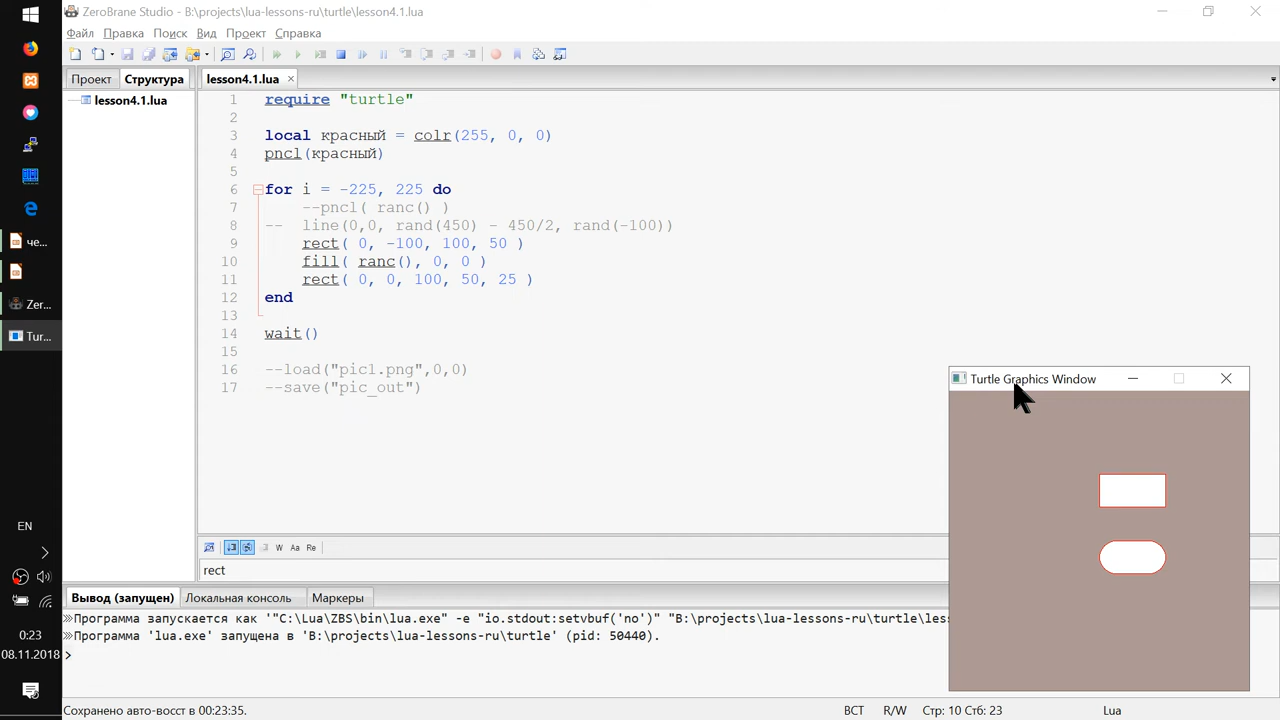 ZeroBrane Studio - B:\projects\lua-lessons-ru\turtle\lesson4.1.lua
Файл Правка Поиск Вид Проект Справка
Проект Структура
lesson4.1.lua
lesson4.1.lua
1 require "turtle"
2
3 local красный = colr(255, 0, 0)
4 pncl(красный)
5
6 for i = -225, 225 do
7 --pncl( ranc() )
8 -- line(0,0, rand(450) - 450/2, rand(-100))
9 rect( 0, -100, 100, 50 )
10 fill( ranc(), 0, 0 )
11 rect( 0, 0, 100, 50, 25 )
12 end
13
14 wait()
15
16 --load("pic1.png",0,0)
17 --save("pic_out")
Turtle Graphics Window
W Aa Re
rect
Вывод (запущен) Локальная консоль Маркеры
Программа запускается как '"C:\Lua\ZBS\bin\lua.exe" -e "io.stdout:setvbuf('no')" "B:\projects\lua-lessons-ru\turtle\less
Программа 'lua.exe' запущена в 'B:\projects\lua-lessons-ru\turtle' (pid: 50440).
Сохранено авто-восст в 00:23:35.
ВСТ R/W Стр: 10 Стб: 23 Lua
че...
Zer...
Tur...
EN
0:23
08.11.2018